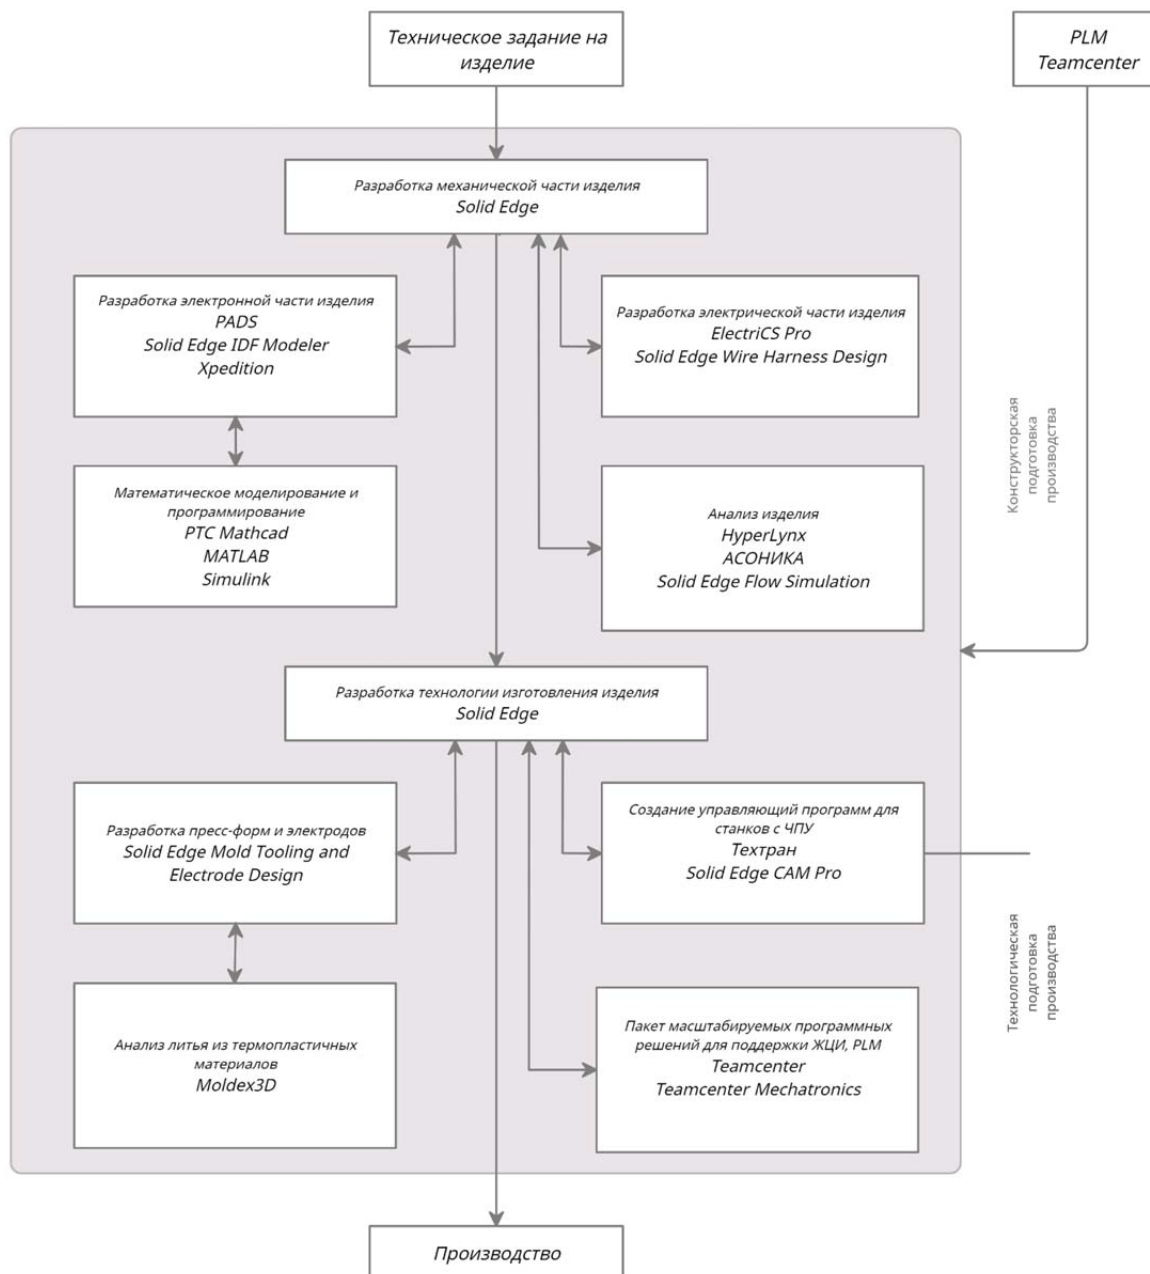 Техническое задание на
изделие
PLM
Teamcenter
Разработка механической части изделия
Solid Edge
Разработка электронной части изделия
PADS
Solid Edge IDF Modeler
Xpedition
Разработка электрической части изделия
ElectriCS Pro
Solid Edge Wire Harness Design
Математическое моделирование и
программирование
PTC Mathcad
MATLAB
Simulink
Анализ изделия
HyperLynx
АСОНИКА
Solid Edge Flow Simulation
Конструкторская
подготовка
производства
Разработка технологии изготовления изделия
Solid Edge
Разработка пресс-форм и электродов
Solid Edge Mold Tooling and
Electrode Design
Создание управляющий программ для
станков с ЧПУ
Техтран
Solid Edge CAM Pro
Анализ литья из термопластичных
материалов
Moldex3D
Пакет масштабируемых программных
решений для поддержки ЖЦИ, PLM
Teamcenter
Teamcenter Mechatronics
Технологическая
подготовка
производства
Производство